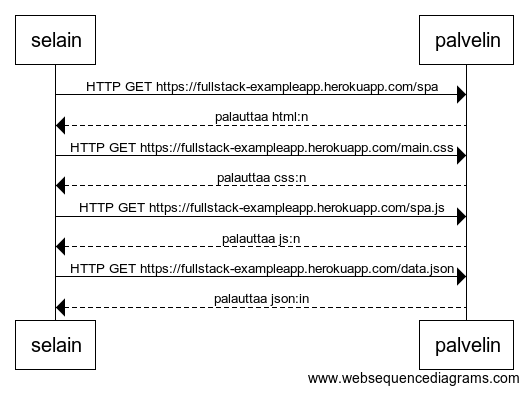 selain
palvelin
HTTP GET https://fullstack-exampleapp.herokuapp.com/spa
palauttaa html:n
HTTP GET https://fullstack-exampleapp.herokuapp.com/main.css
palauttaa css:n
HTTP GET https://fullstack-exampleapp.herokuapp.com/spa.js
palauttaa js:n
HTTP GET https://fullstack-exampleapp.herokuapp.com/data.json
palauttaa json:in
selain
palvelin
www.websequencediagrams.com